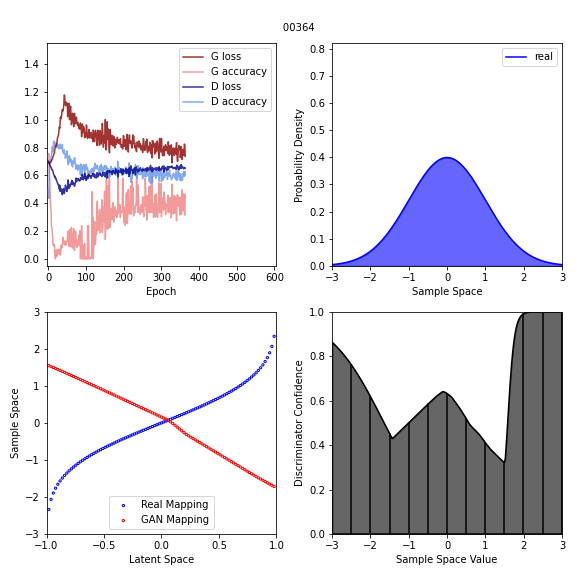 00364
1.4
1.2
1.0
0.8
0.6
0.4
0.2
0.0
G loss
G accuracy
D loss
D accuracy
0 100 200 300 400 500 600
Epoch
Probability Density
0.8
0.7
0.6
0.5
0.4
0.3
0.2
0.1
0.0
real
−3 −2 −1 0 1 2 3
Sample Space
Sample Space
3
2
1
0
−1
−2
−3
Real Mapping
GAN Mapping
−1.0 −0.5 0.0 0.5 1.0
Latent Space
Discriminator Confidence
1.0
0.8
0.6
0.4
0.2
0.0
−3 −2 −1 0 1 2 3
Sample Space Value